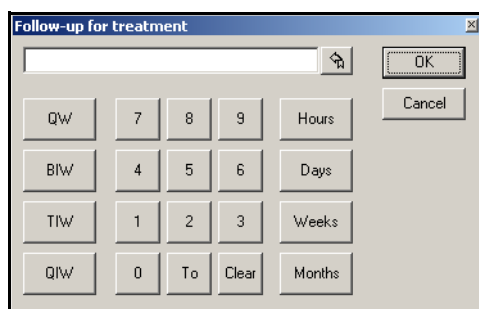 Follow-up for treatment
OK
Cancel
QW 7 8 9 Hours
BIW 4 5 6 Days
TIW 1 2 3 Weeks
QIW 0 To Clear Months